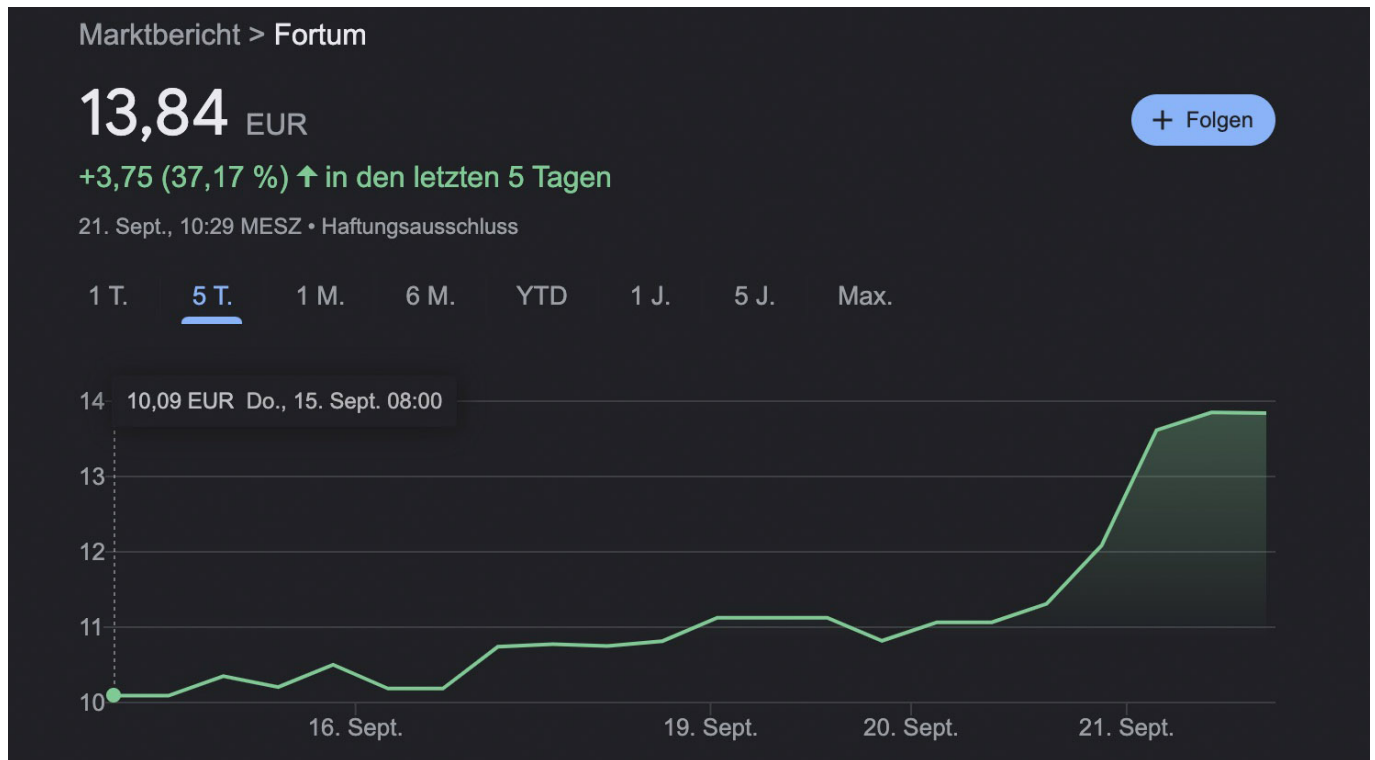 Marktbericht > Fortum
13,84 EUR
+ Folgen
+3,75 (37,17 %) ↑ in den letzten 5 Tagen
21. Sept., 10:29 MESZ • Haftungsausschluss
1 T. 5 T. 1 M. 6 M. YTD 1 J. 5 J. Max.
14
10,09 EUR Do., 15. Sept. 08:00
13
12
11
10
16. Sept. 19. Sept. 20. Sept. 21. Sept.